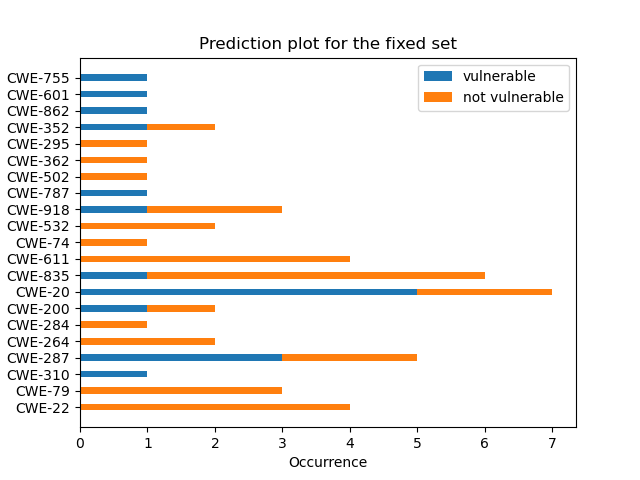 Prediction plot for the fixed set
vulnerable
not vulnerable
CWE-755
CWE-601
CWE-862
CWE-352
CWE-295
CWE-362
CWE-502
CWE-787
CWE-918
CWE-532
CWE-74
CWE-611
CWE-835
CWE-20
CWE-200
CWE-284
CWE-264
CWE-287
CWE-310
CWE-79
CWE-22
0 1 2 3 4 5 6 7
Occurrence